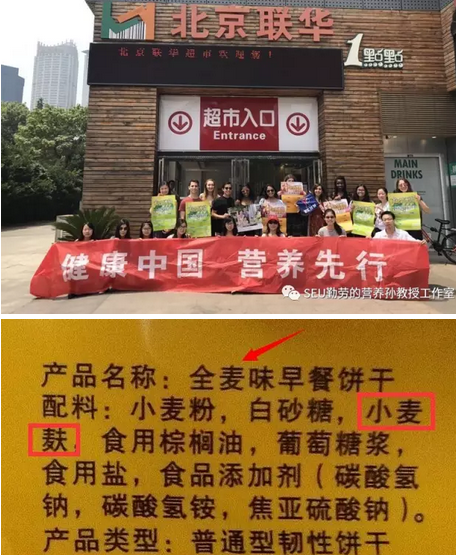 北京联华
北京联华超市欢迎您！
1點點
超市入口
Entrance
MAIN
DRINKS
健康中国 营养先行
SEU勤劳的营养孙教授工作室
产品名称：全麦味早餐饼干
配料：小麦粉，白砂糖，小麦
麸，食用棕榈油，葡萄糖浆，
食用盐，食品添加剂（碳酸氢
钠，碳酸氢铵，焦亚硫酸钠）。
产品类型：普通型韧性饼干